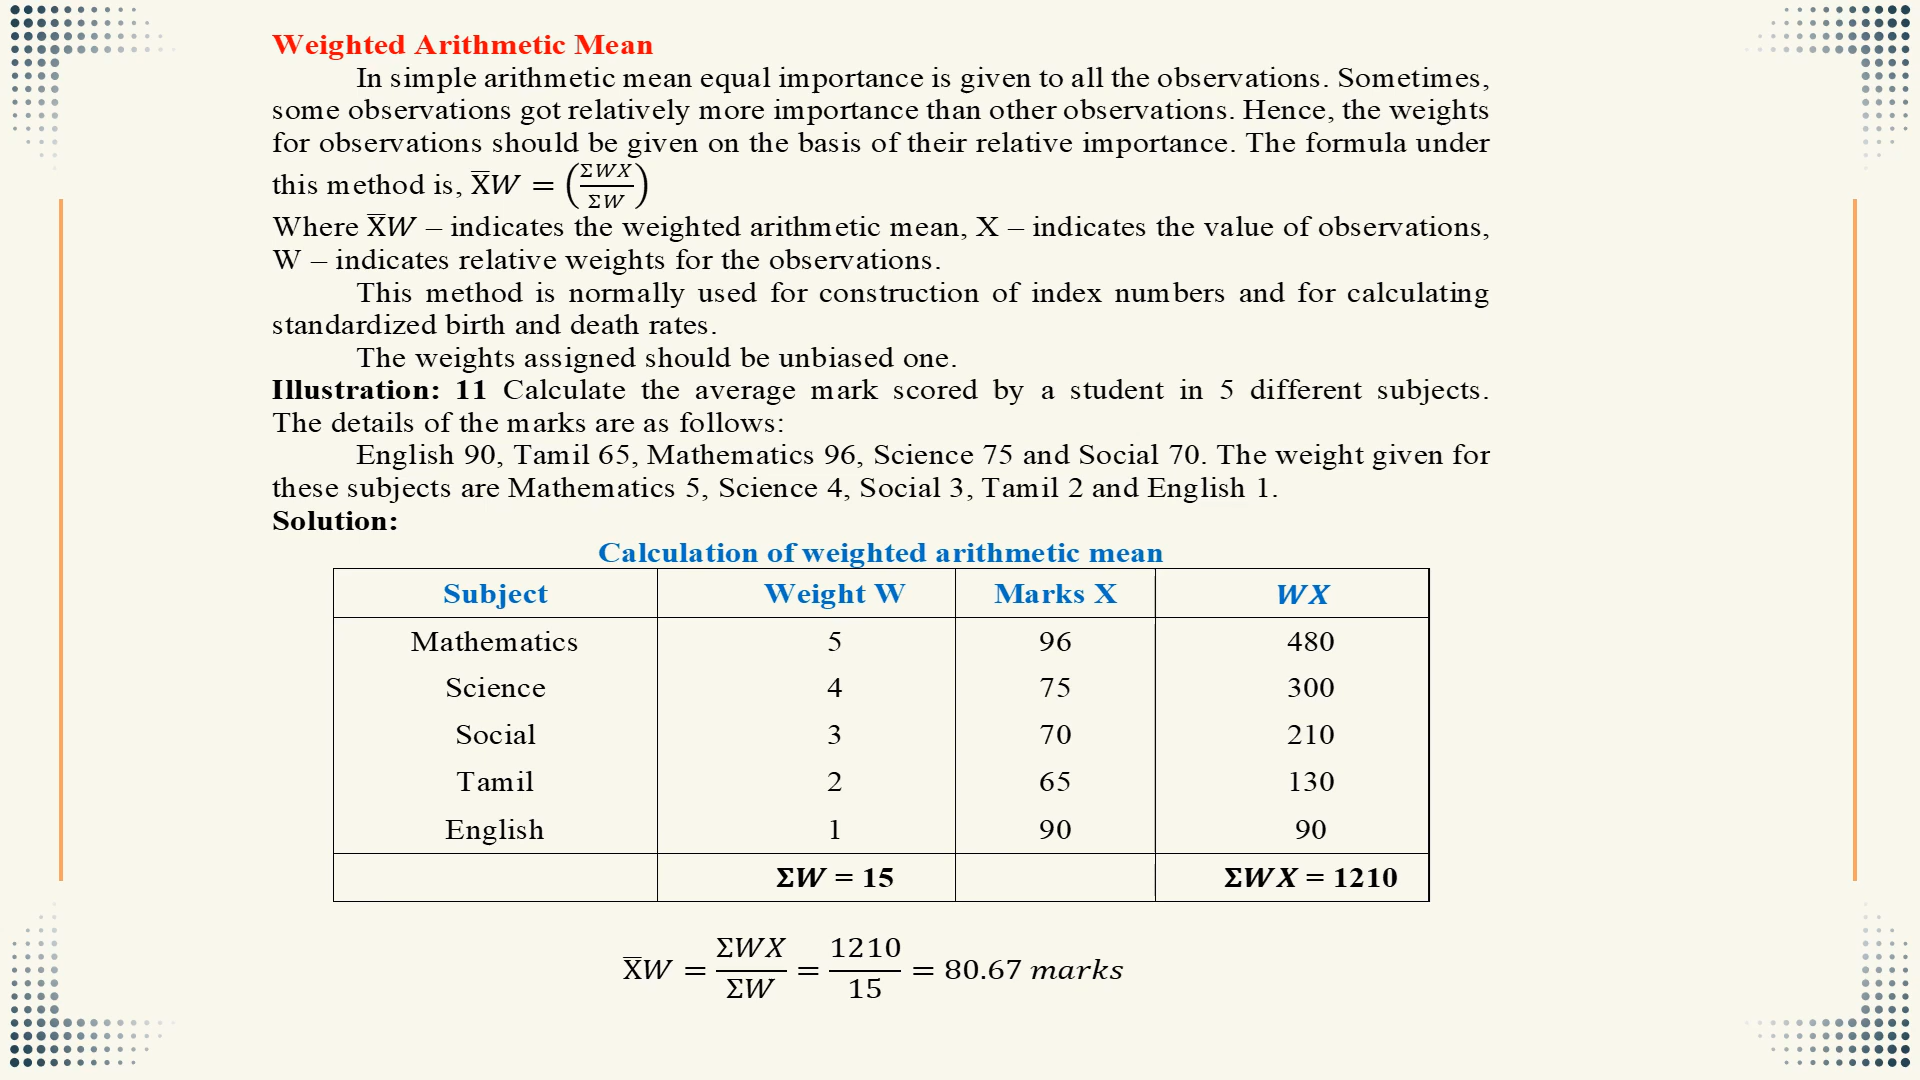 Weighted Arithmetic Mean
In simple arithmetic mean equal importance is given to all the observations. Sometimes,
some observations got relatively more importance than other observations. Hence, the weights
for observations should be given on the basis of their relative importance. The formula under
this method is, X̅W = (ΣWX/ΣW)
Where X̅W – indicates the weighted arithmetic mean, X – indicates the value of observations,
W – indicates relative weights for the observations.
This method is normally used for construction of index numbers and for calculating
standardized birth and death rates.
The weights assigned should be unbiased one.
Illustration: 11 Calculate the average mark scored by a student in 5 different subjects.
The details of the marks are as follows:
English 90, Tamil 65, Mathematics 96, Science 75 and Social 70. The weight given for
these subjects are Mathematics 5, Science 4, Social 3, Tamil 2 and English 1.
Solution:
Calculation of weighted arithmetic mean
Subject Weight W Marks X WX
Mathematics 5 96 480
Science 4 75 300
Social 3 70 210
Tamil 2 65 130
English 1 90 90
ΣW = 15 ΣWX = 1210
X̅W = ΣWX/ΣW = 1210/15 = 80.67 marks